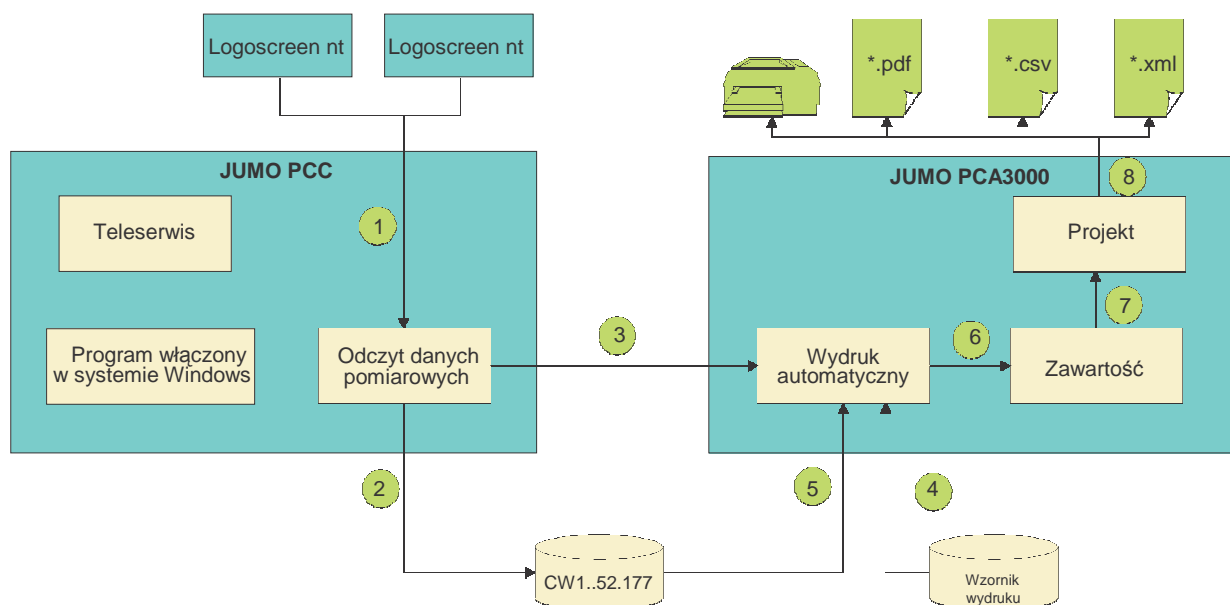 Logoscreen nt
Logoscreen nt
*.pdf
*.csv
*.xml
JUMO PCC
JUMO PCA3000
8
1
Teleserwis
Projekt
7
3
6
Program włączony
w systemie Windows
Odczyt danych
pomiarowych
Wydruk
automatyczny
Zawartość
2
5
4
CW1..52.177
Wzornik
wydruku